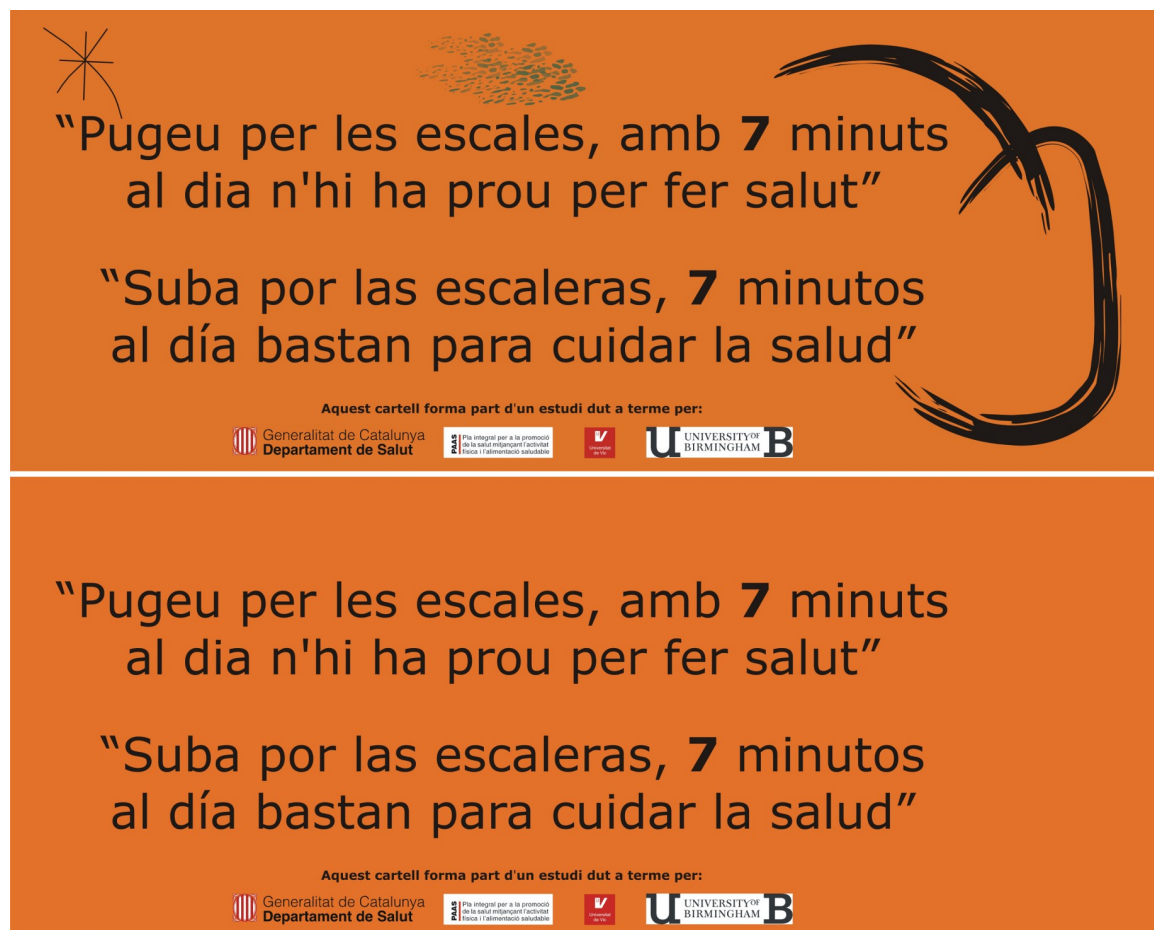 “Pugeu per les escales, amb 7 minuts
al dia n'hi ha prou per fer salut”
“Suba por las escaleras, 7 minutos
al día bastan para cuidar la salud”
Aquest cartell forma part d'un estudi dut a terme per:
Generalitat de Catalunya
Departament de Salut
PAAS
Pla integral per a la promoció
de la salut mitjançant l'activitat
física i l'alimentació saludable
Universitat
de Vic
UNIVERSITY OF
BIRMINGHAM
“Pugeu per les escales, amb 7 minuts
al dia n'hi ha prou per fer salut”
“Suba por las escaleras, 7 minutos
al día bastan para cuidar la salud”
Aquest cartell forma part d'un estudi dut a terme per:
Generalitat de Catalunya
Departament de Salut
PAAS
Pla integral per a la promoció
de la salut mitjançant l'activitat
física i l'alimentació saludable
Universitat
de Vic
UNIVERSITY OF
BIRMINGHAM